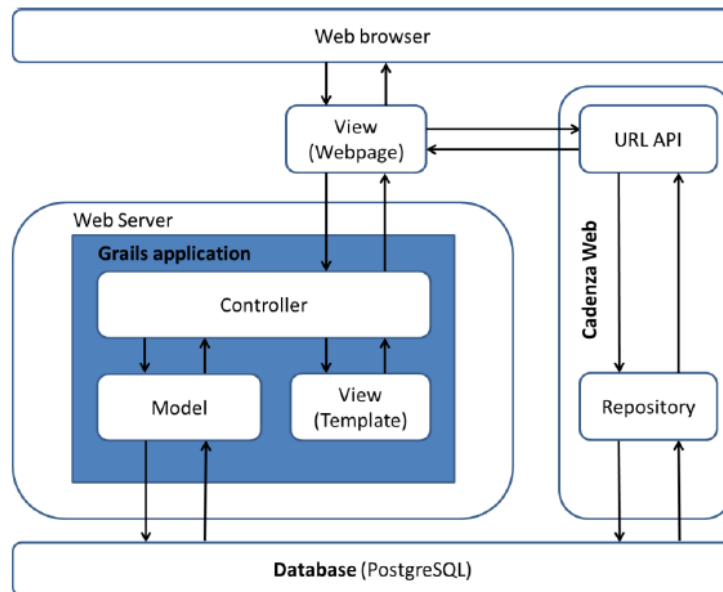 Web browser
View
(Webpage)
URL API
Web Server
Grails application
Controller
Cadenza Web
Model
View
(Template)
Repository
Database (PostgreSQL)